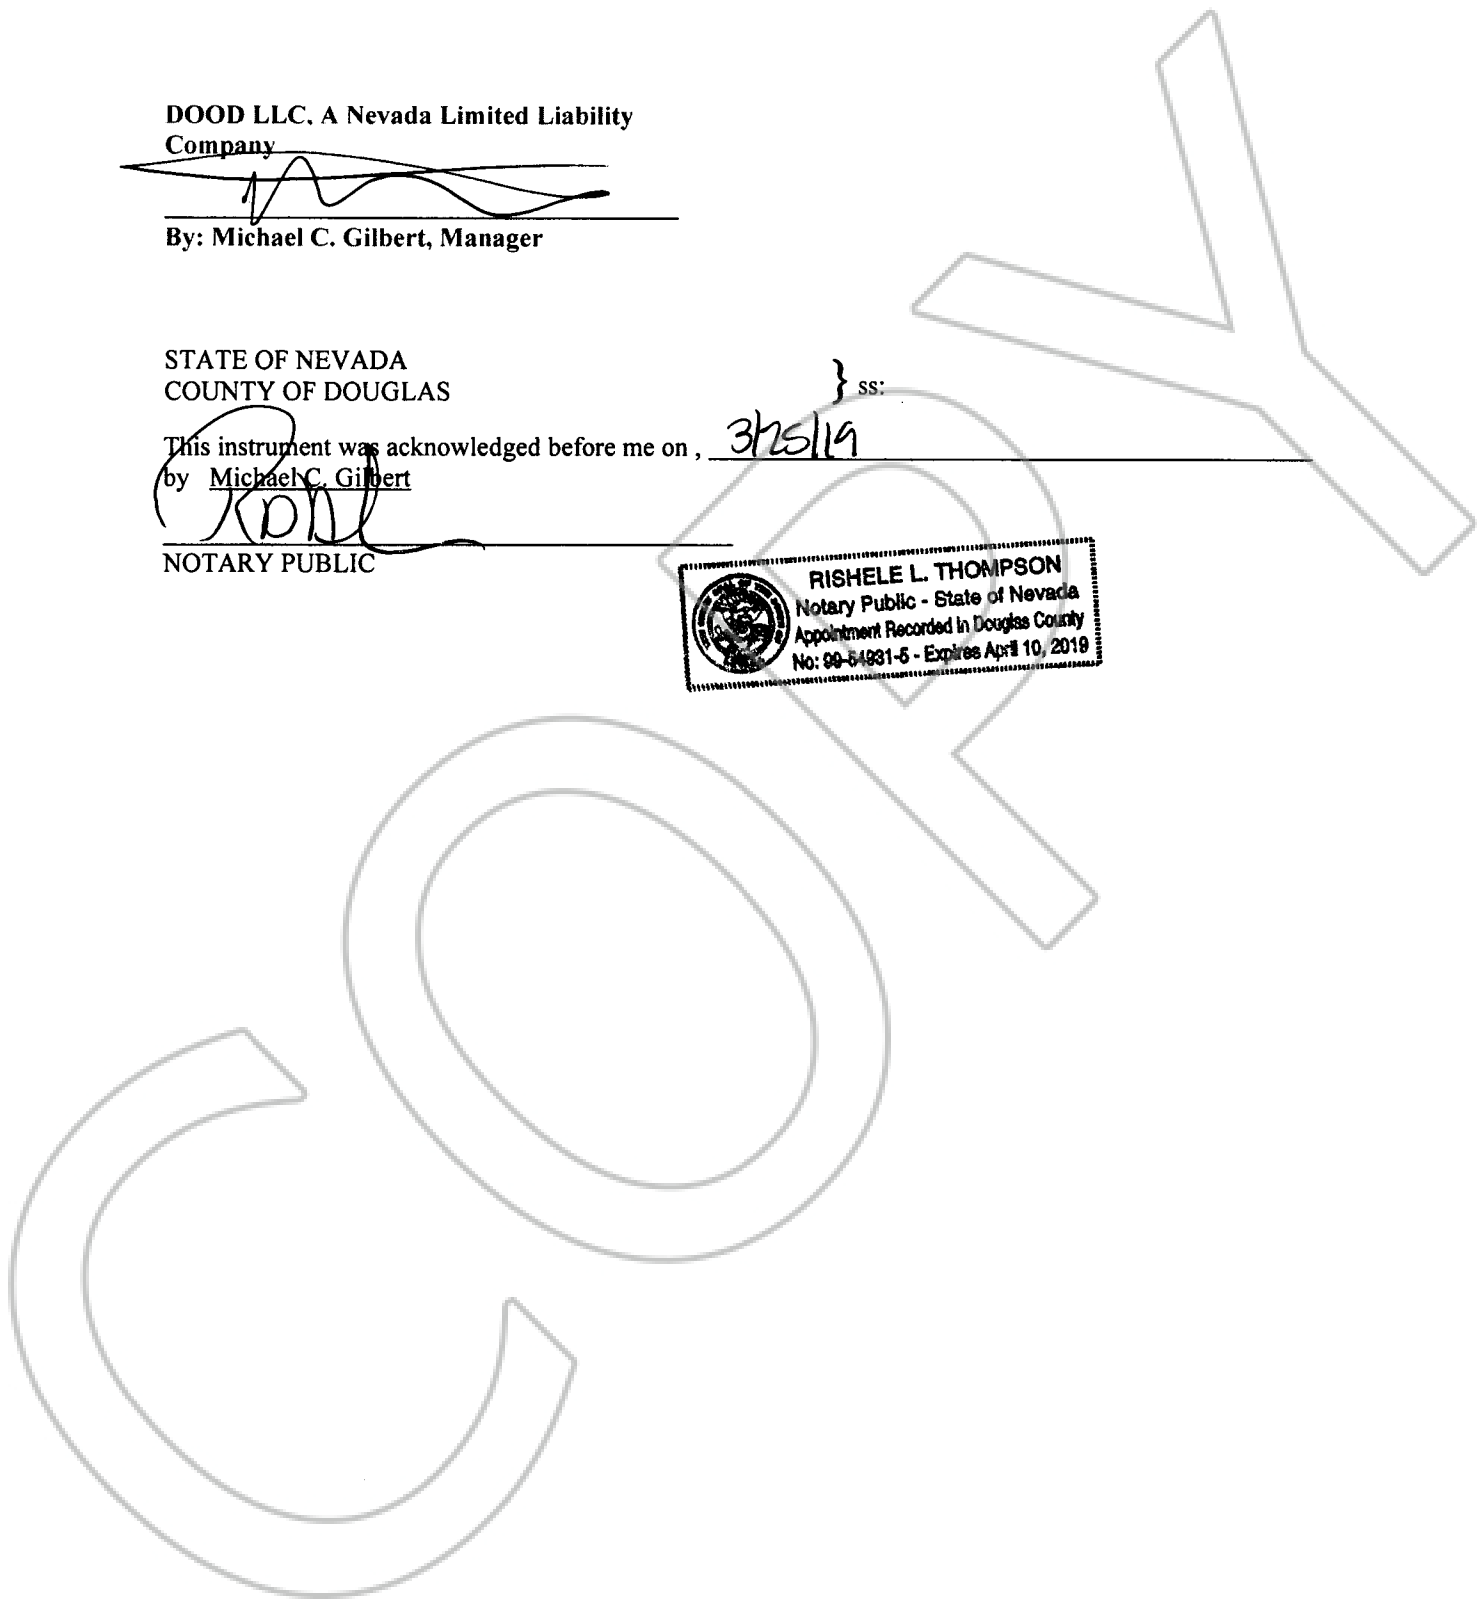 DOOD LLC, A Nevada Limited Liability
Company
By: Michael C. Gilbert, Manager
STATE OF NEVADA
COUNTY OF DOUGLAS
} ss:
This instrument was acknowledged before me on , 3/25/19
by Michael C. Gilbert
NOTARY PUBLIC
RISHELE L. THOMPSON
Notary Public - State of Nevada
Appointment Recorded in Douglas County
No: 99-54931-5 - Expires April 10, 2019
COPY